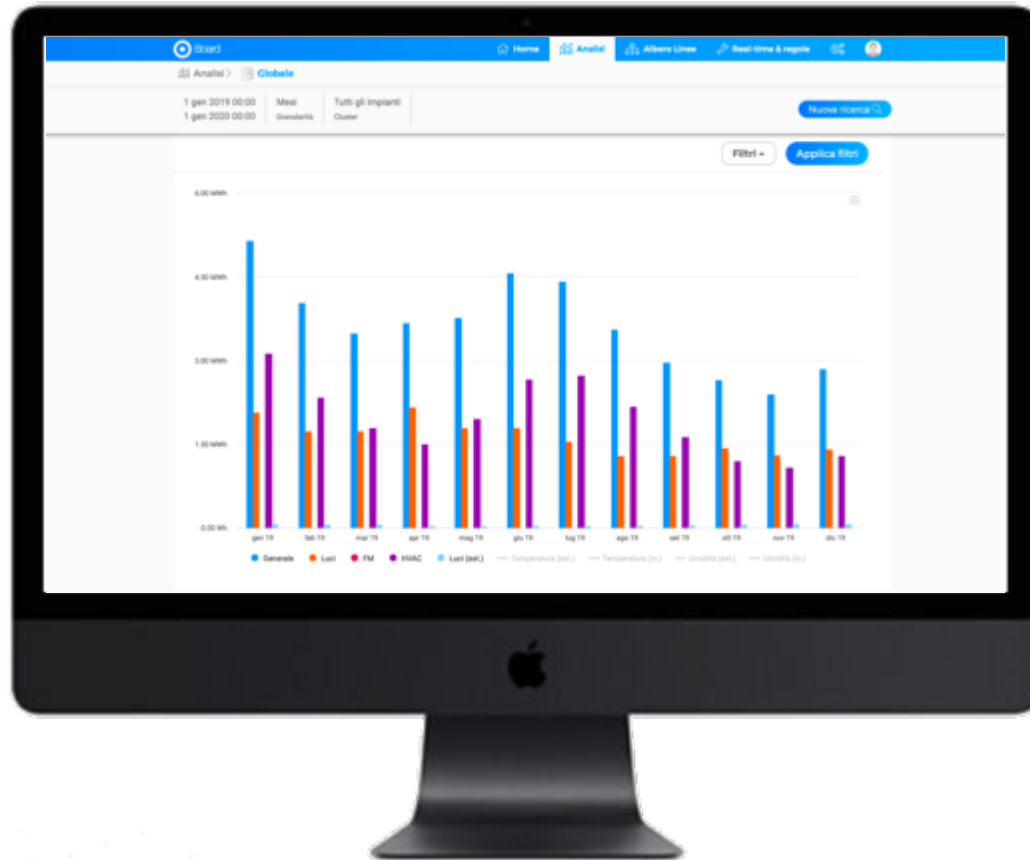 Board
Home
Analisi
Albero Linee
Real-time & regole
Analisi > Globale
1 gen 2019 00:00
1 gen 2020 00:00
Mesi
Granularità
Tutti gli impianti
Cluster
Nuova ricerca
Filtri
Applica filtri
6.00 MWh
4.50 MWh
3.00 MWh
1.50 MWh
0.00 Wh
gen 19 feb 19 mar 19 apr 19 mag 19 giu 19 lug 19 ago 19 set 19 ott 19 nov 19 dic 19
Generale Luci FM HVAC Luci (est.) Temperatura (est.) Temperatura (in.) Umidità (est.) Umidità (in.)